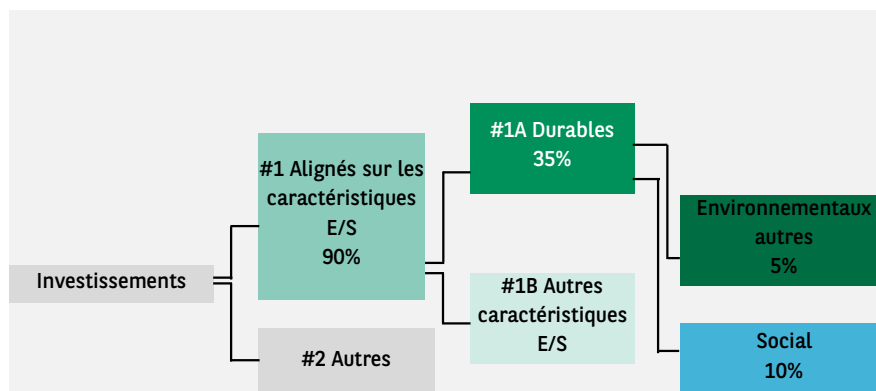 Investissements
#1 Alignés sur les
caractéristiques
E/S
90%
#2 Autres
#1A Durables
35%
#1B Autres
caractéristiques
E/S
Environnementaux
autres
5%
Social
10%